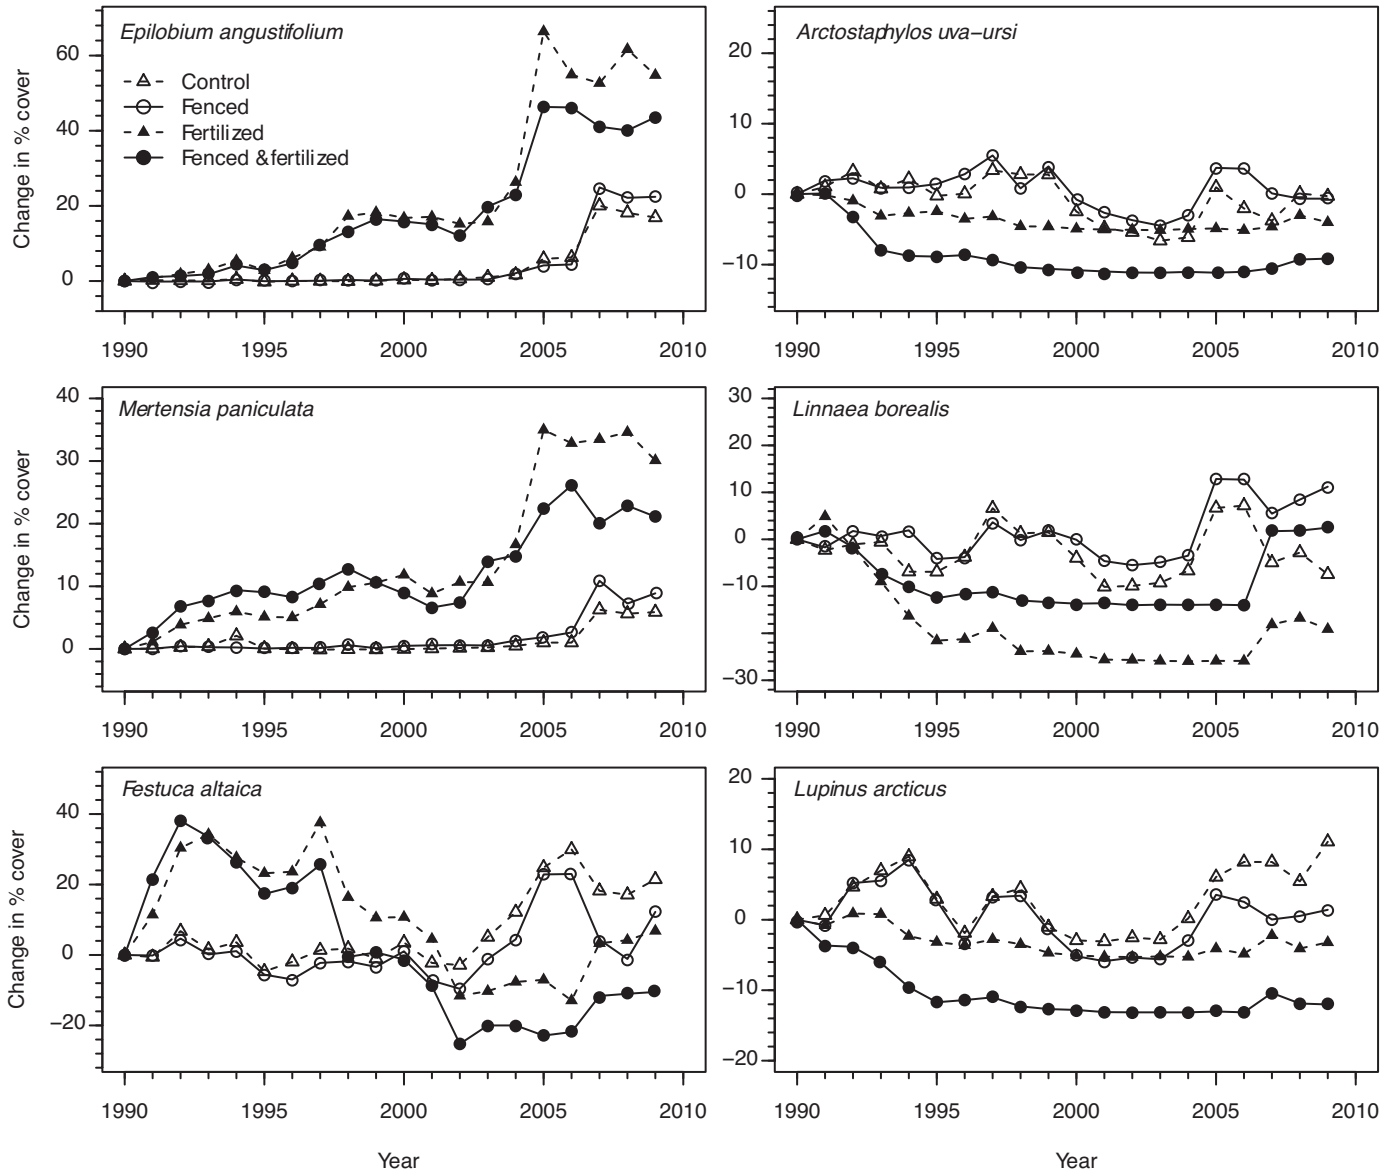 Epilobium angustifolium
Control
Fenced
Fertilized
Fenced & fertilized
Change in % cover
60
40
20
0
1990 1995 2000 2005 2010
Arctostaphylos uva-ursi
20
10
0
−10
1990 1995 2000 2005 2010
Mertensia paniculata
Change in % cover
40
30
20
10
0
1990 1995 2000 2005 2010
Linnaea borealis
30
20
10
0
−10
−30
1990 1995 2000 2005 2010
Festuca altaica
Change in % cover
40
20
0
−20
1990 1995 2000 2005 2010
Year
Lupinus arcticus
20
10
0
−10
−20
1990 1995 2000 2005 2010
Year